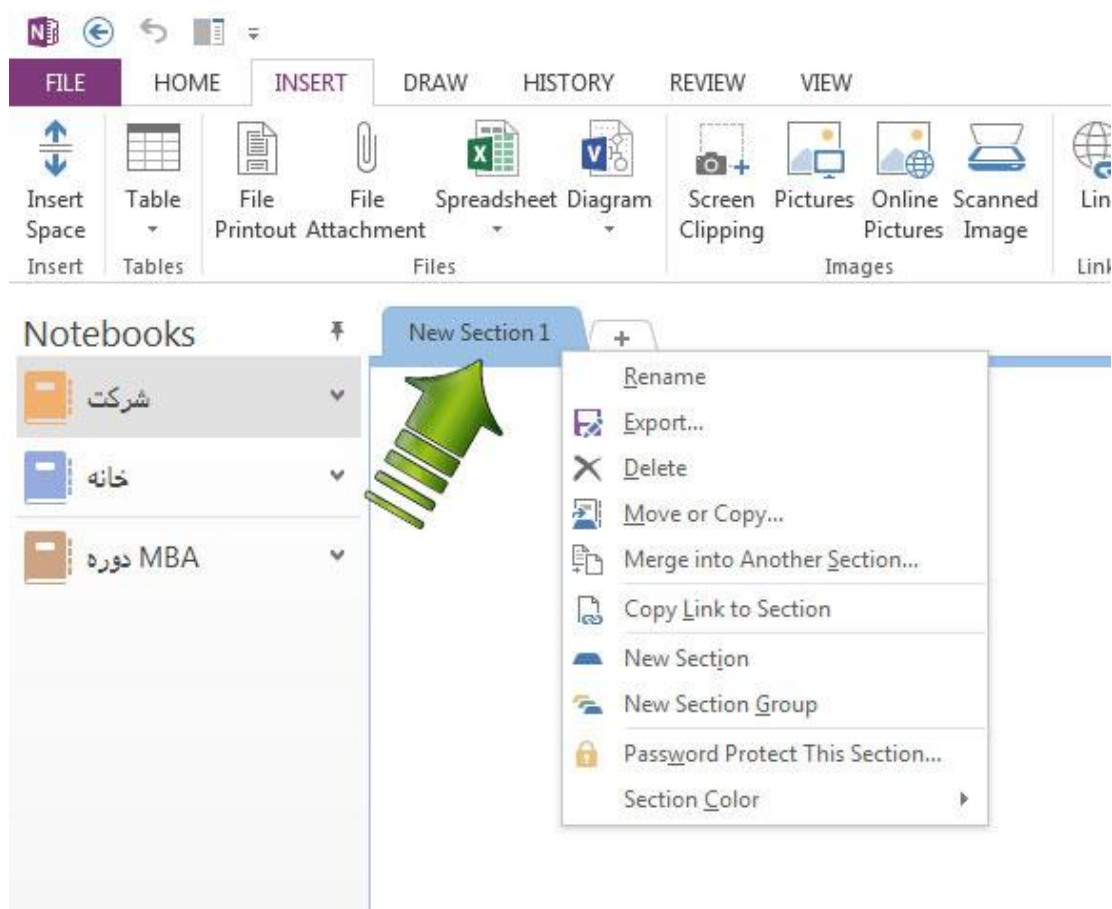 FILE HOME INSERT DRAW HISTORY REVIEW VIEW
Insert Space
Table
File Printout
File Attachment
Spreadsheet
Diagram
Screen Clipping
Pictures
Online Pictures
Scanned Image
Insert Tables Files Images
Notebooks
شرکت
خانه
دوره MBA
New Section 1
+
Rename
Export...
Delete
Move or Copy...
Merge into Another Section...
Copy Link to Section
New Section
New Section Group
Password Protect This Section...
Section Color